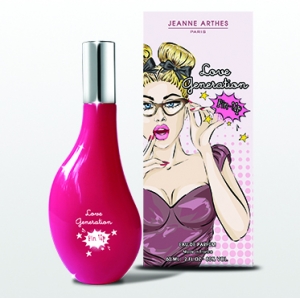 JEANNE ARTHES
PARIS
Love
Generation
Pin-Up
Love
Generation
Pin Up
EAU DE PARFUM